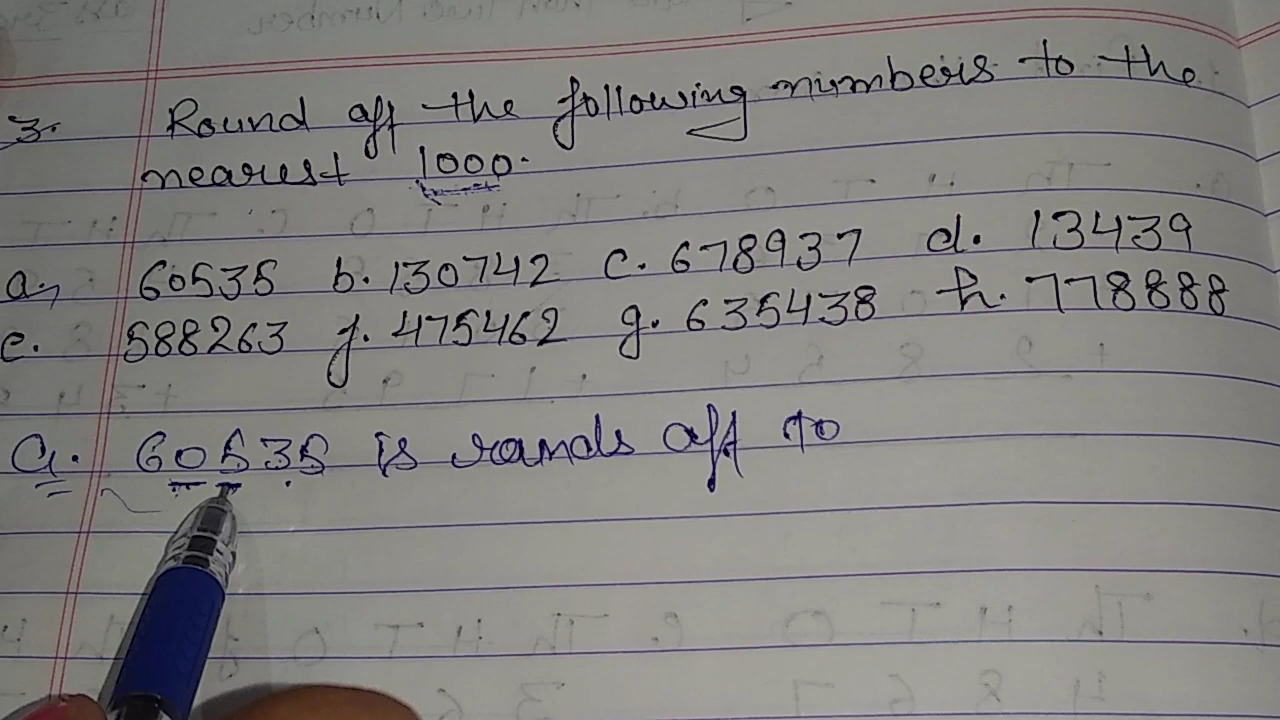 3. Round off the following numbers to the
nearest 1000.
a, 60535 b. 130742 c. 678937 d. 13439
e. 588263 f. 475462 g. 635438 h. 778888
a. 60535 is rounds off to